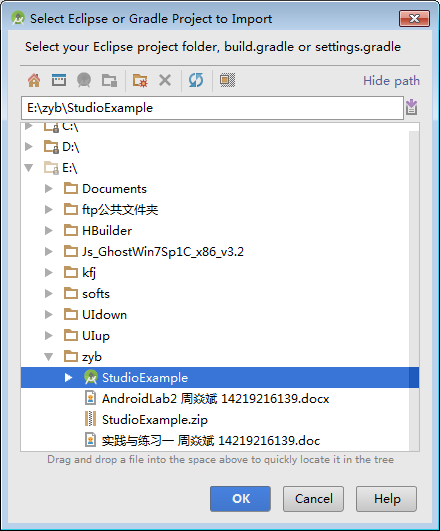 Select Eclipse or Gradle Project to Import
Select your Eclipse project folder, build.gradle or settings.gradle
Hide path
E:\zyb\StudioExample
C:\
D:\
E:\
Documents
ftp公共文件夹
HBuilder
Js_GhostWin7Sp1C_x86_v3.2
kfj
softs
UIdown
UIup
zyb
StudioExample
AndroidLab2 周焱斌 14219216139.docx
StudioExample.zip
实践与练习一 周焱斌 14219216139.doc
Drag and drop a file into the space above to quickly locate it in the tree
OK Cancel Help